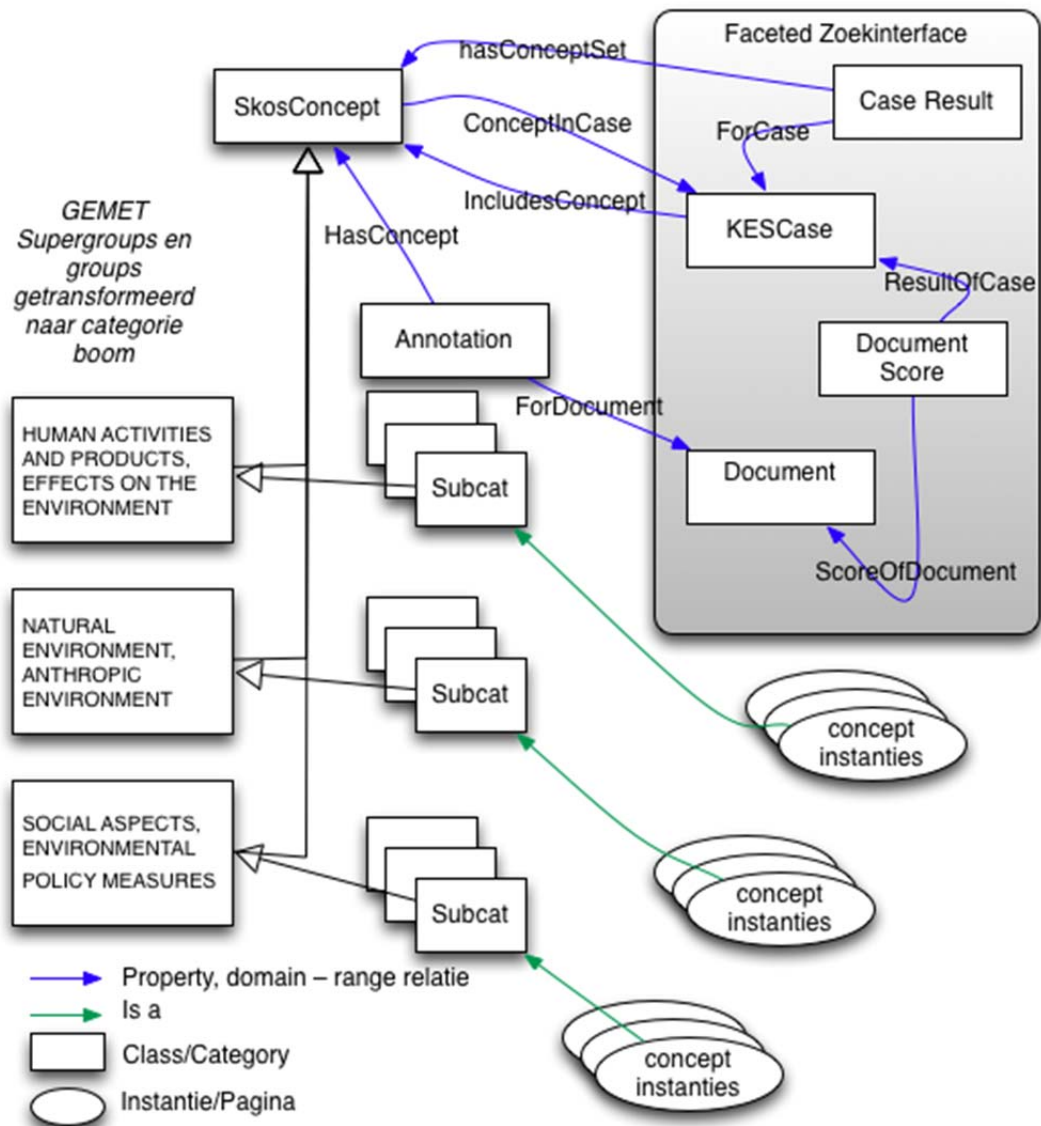 Faceted Zoekinterface
hasConceptSet
Case Result
SkosConcept
ConceptInCase
ForCase
IncludesConcept
KESCase
GEMET
Supergroups en
groups
getransformeerd
naar categorie
boom
HasConcept
ResultOfCase
Annotation
Document
Score
ForDocument
HUMAN ACTIVITIES
AND PRODUCTS,
EFFECTS ON THE
ENVIRONMENT
Subcat
Document
ScoreOfDocument
NATURAL
ENVIRONMENT,
ANTHROPIC
ENVIRONMENT
Subcat
concept
instanties
SOCIAL ASPECTS,
ENVIRONMENTAL
POLICY MEASURES
Subcat
concept
instanties
Property, domain – range relatie
Is a
Class/Category
Instantie/Pagina
concept
instanties